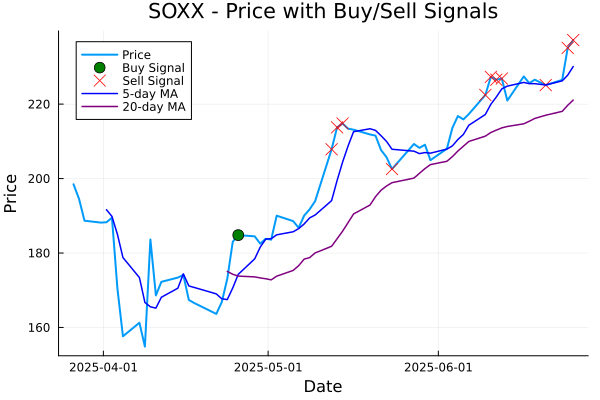 SOXX - Price with Buy/Sell Signals
Price
Buy Signal
Sell Signal
5-day MA
20-day MA
220
200
180
160
Price
2025-04-01
2025-05-01
2025-06-01
Date